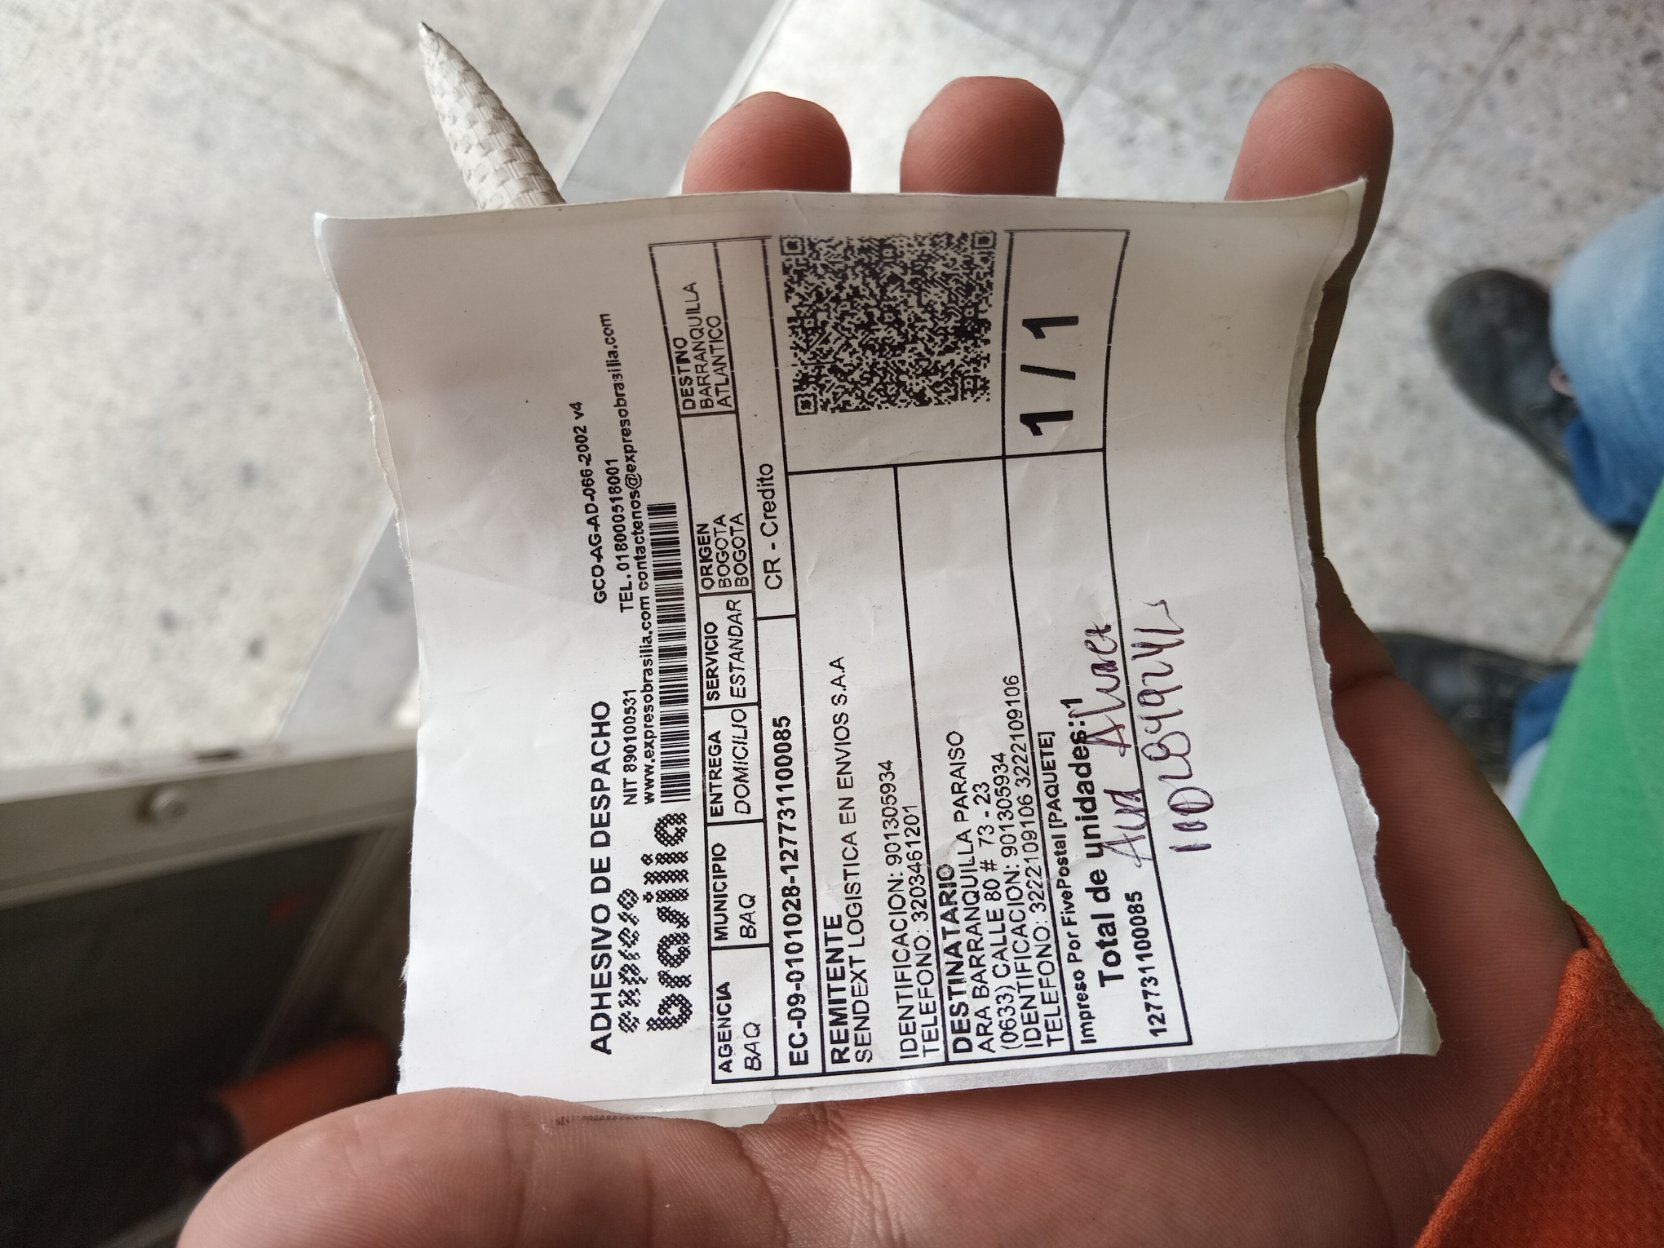 ADHESIVO DE DESPACHO
GCO-AG-AD-066-2002 v4
expreso
brasilia
NIT 890100531
TEL. 018000518001
www.expresobrasilia.com contactenos@expresobrasilia.com
AGENCIA MUNICIPIO ENTREGA SERVICIO ORIGEN DESTINO
BAQ BAQ DOMICILIO ESTANDAR BOGOTA BARRANQUILLA
BOGOTA ATLANTICO
EC-09-0101028-127731100085 CR - Credito
REMITENTE
SENDEXT LOGISTICA EN ENVIOS S.A.A
IDENTIFICACION: 901305934
TELEFONO: 3203461201
DESTINATARIO
ARA BARRANQUILLA PARAISO
(0633) CALLE 80 # 73 - 23
IDENTIFICACION: 901305934
TELEFONO: 3222109106 3222109106
1 / 1
Impreso Por FivePostal [PAQUETE]
Total de unidades: 1
127731100085